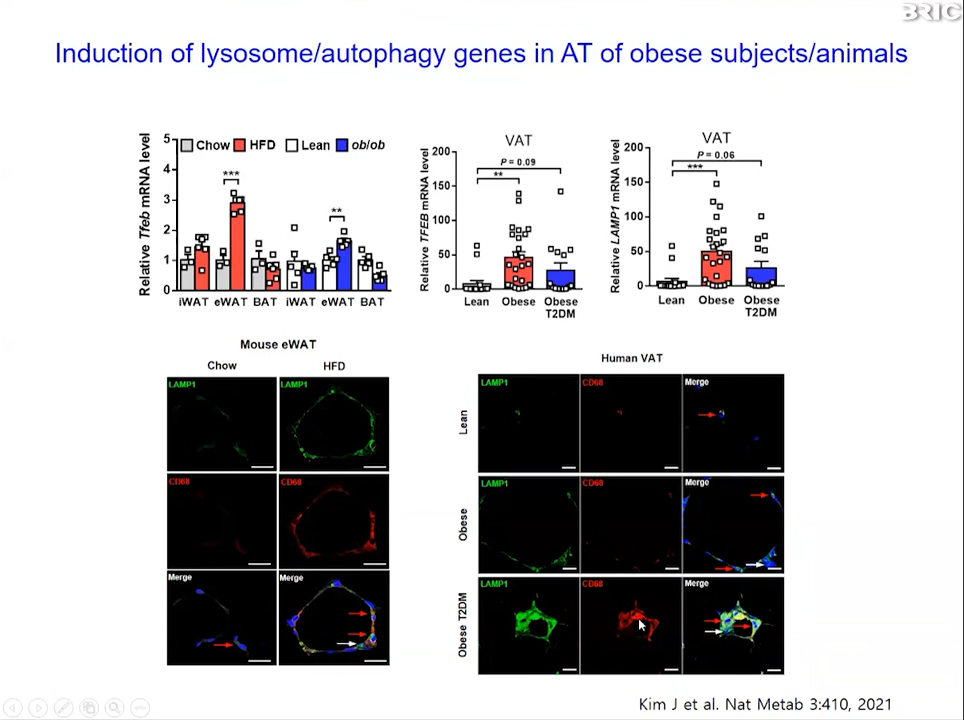 BRIC
Induction of lysosome/autophagy genes in AT of obese subjects/animals
Relative Tfeb mRNA level
5
4
3
2
1
0
Chow HFD Lean ob/ob
***
**
iWAT eWAT BAT iWAT eWAT BAT
VAT
Relative TFEB mRNA level
200
150
100
50
0
P = 0.09
**
Lean Obese Obese
T2DM
VAT
Relative LAMP1 mRNA level
200
150
100
50
0
P = 0.06
***
Lean Obese Obese
T2DM
Mouse eWAT
Chow HFD
LAMP1 LAMP1
CD68 CD68
Merge Merge
Human VAT
Lean
LAMP1 CD68 Merge
Obese
LAMP1 CD68 Merge
Obese T2DM
LAMP1 CD68 Merge
Kim J et al. Nat Metab 3:410, 2021